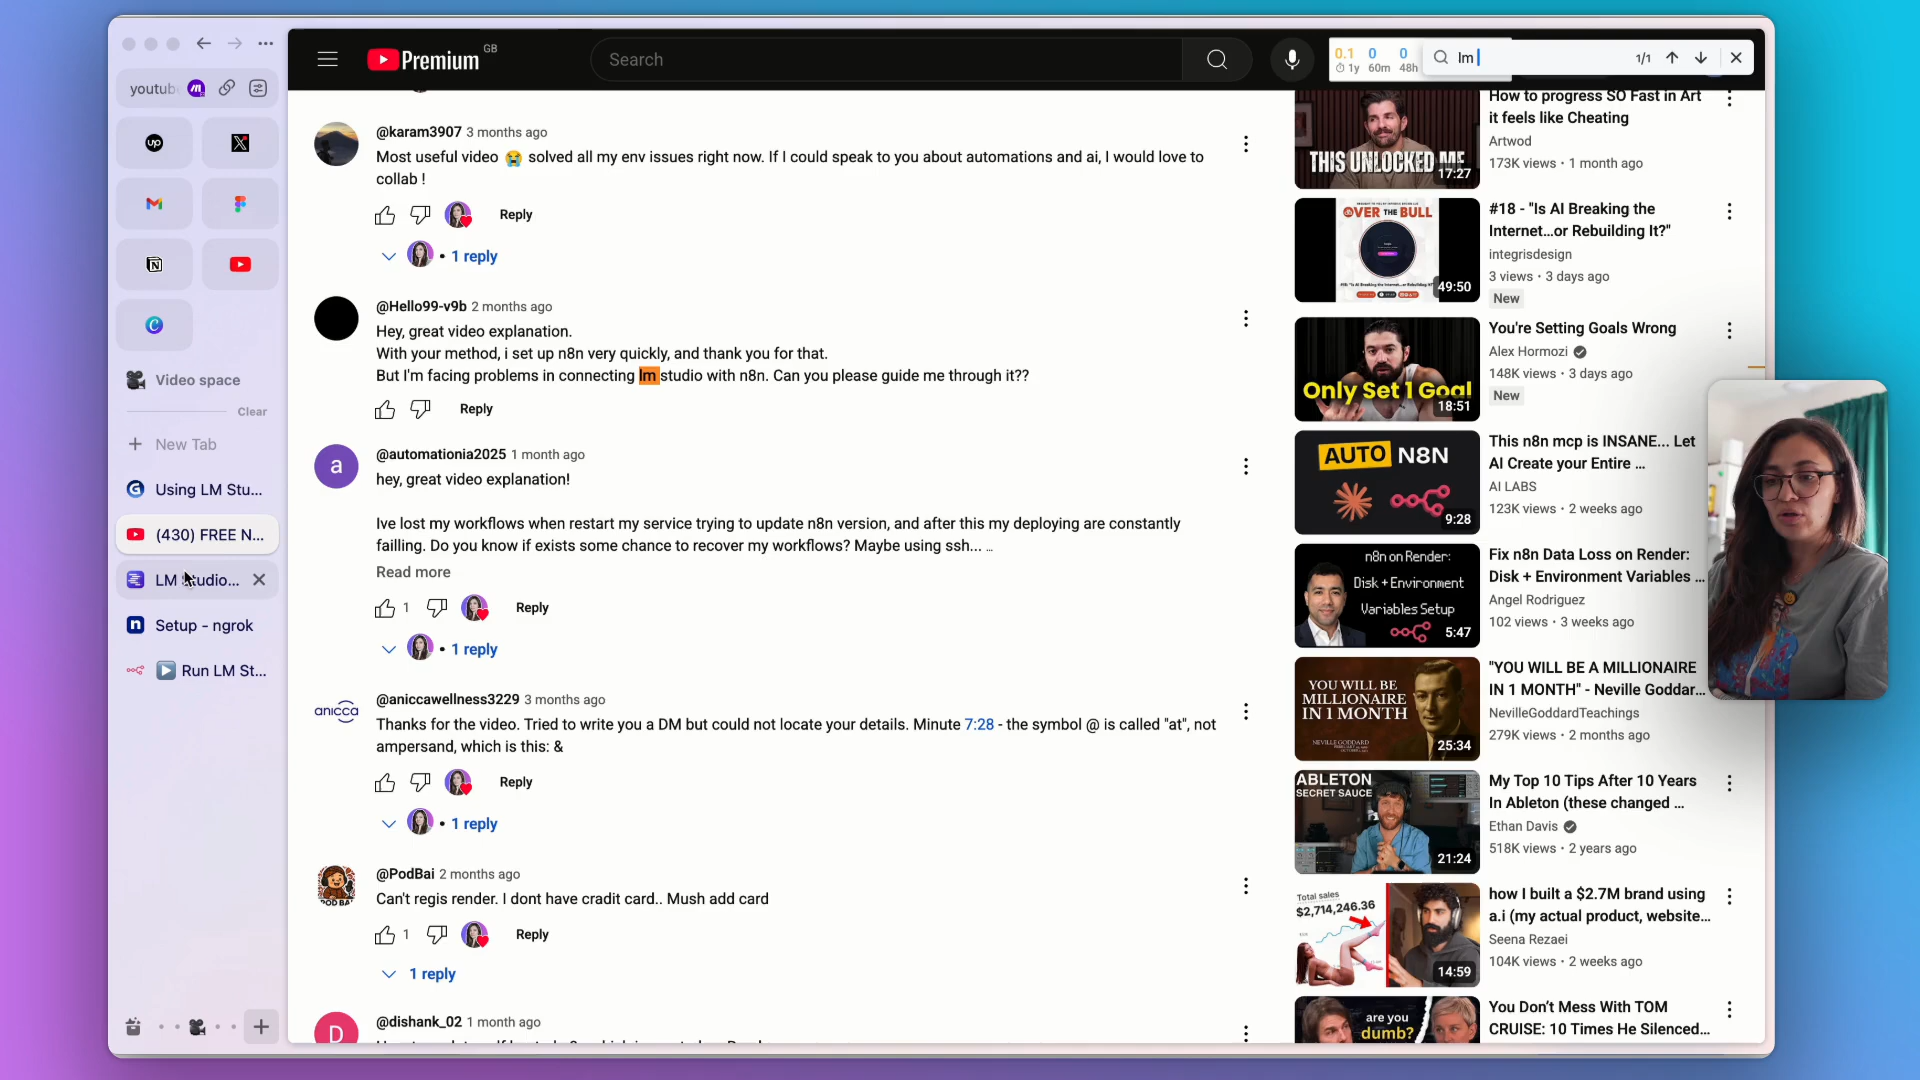 youtub
Video space
Clear
New Tab
Using LM Stu...
(430) FREE N...
LM Studio...
Setup - ngrok
Run LM St...
Premium
GB
Search
0.1 0 0
1y 60m 48h
lm
1/1
@karam3907 3 months ago
Most useful video 😭 solved all my env issues right now. If I could speak to you about automations and ai, I would love to
collab !
Reply
• 1 reply
@Hello99-v9b 2 months ago
Hey, great video explanation.
With your method, i set up n8n very quickly, and thank you for that.
But I'm facing problems in connecting lm studio with n8n. Can you please guide me through it??
Reply
a
@automationia2025 1 month ago
hey, great video explanation!
Ive lost my workflows when restart my service trying to update n8n version, and after this my deploying are constantly
failling. Do you know if exists some chance to recover my workflows? Maybe using ssh... ...
Read more
1
Reply
• 1 reply
anicca
@aniccawellness3229 3 months ago
Thanks for the video. Tried to write you a DM but could not locate your details. Minute 7:28 - the symbol @ is called "at", not
ampersand, which is this: &
Reply
• 1 reply
@PodBai 2 months ago
Can't regis render. I dont have cradit card.. Mush add card
1
Reply
1 reply
D
@dishank_02 1 month ago
THIS UNLOCKED ME
17:27
How to progress SO Fast in Art
it feels like Cheating
Artwod
173K views • 1 month ago
OVER THE BULL
49:50
#18 - "Is AI Breaking the
Internet...or Rebuilding It?"
integrisdesign
3 views • 3 days ago
New
Only Set 1 Goal
18:51
You're Setting Goals Wrong
Alex Hormozi
148K views • 3 days ago
New
AUTO N8N
9:28
This n8n mcp is INSANE... Let
AI Create your Entire ...
AI LABS
123K views • 2 weeks ago
n8n on Render:
Disk + Environment
Variables Setup
5:47
Fix n8n Data Loss on Render:
Disk + Environment Variables ...
Angel Rodriguez
102 views • 3 weeks ago
YOU WILL BE
MILLIONAIRE
IN 1 MONTH"
NEVILLE GODDARD
25:34
"YOU WILL BE A MILLIONAIRE
IN 1 MONTH" - Neville Goddar...
NevilleGoddardTeachings
279K views • 2 months ago
ABLETON
SECRET SAUCE
21:24
My Top 10 Tips After 10 Years
In Ableton (these changed ...
Ethan Davis
518K views • 2 years ago
Total sales
$2,714,246.36
14:59
how I built a $2.7M brand using
a.i (my actual product, website...
Seena Rezaei
104K views • 2 weeks ago
are you
dumb?
You Don't Mess With TOM
CRUISE: 10 Times He Silenced...